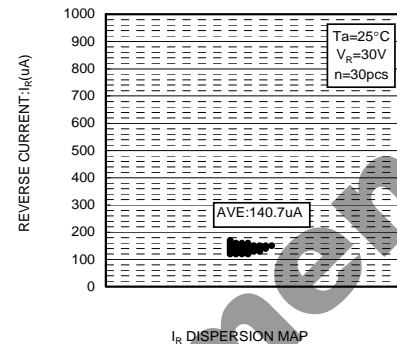 1000
900
800
700
600
500
400
300
200
100
0
REVERSE CURRENT:IR(uA)
Ta=25°C
VR=30V
n=30pcs
AVE:140.7uA
IR DISPERSION MAP